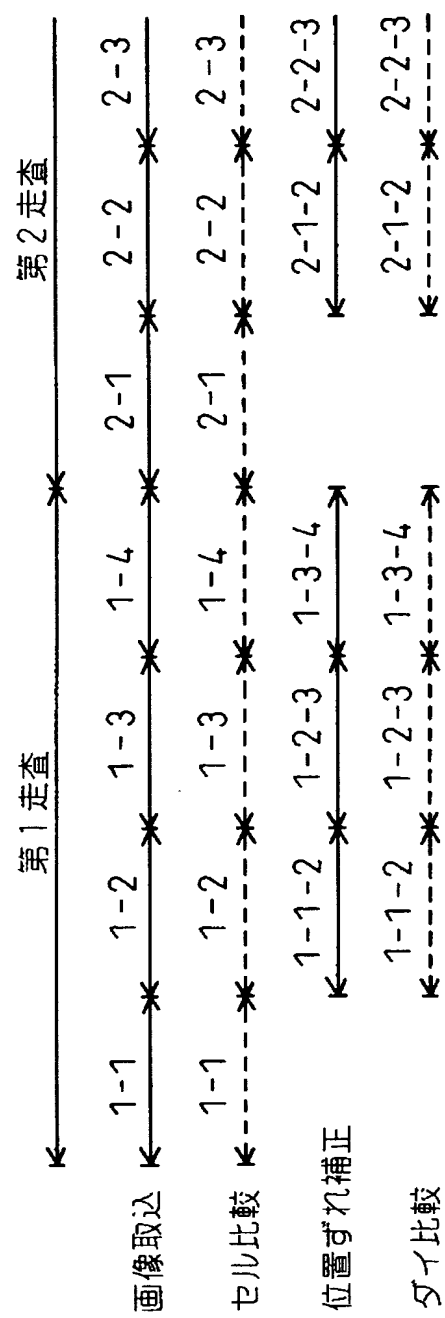 第1走査 第2走査
画像取込 1-1 1-2 1-3 1-4 2-1 2-2 2-3
セル比較 1-1 1-2 1-3 1-4 2-1 2-2 2-3
位置ずれ補正 1-1-2 1-2-3 1-3-4 2-1-2 2-2-3
ダイ比較 1-1-2 1-2-3 1-3-4 2-1-2 2-2-3